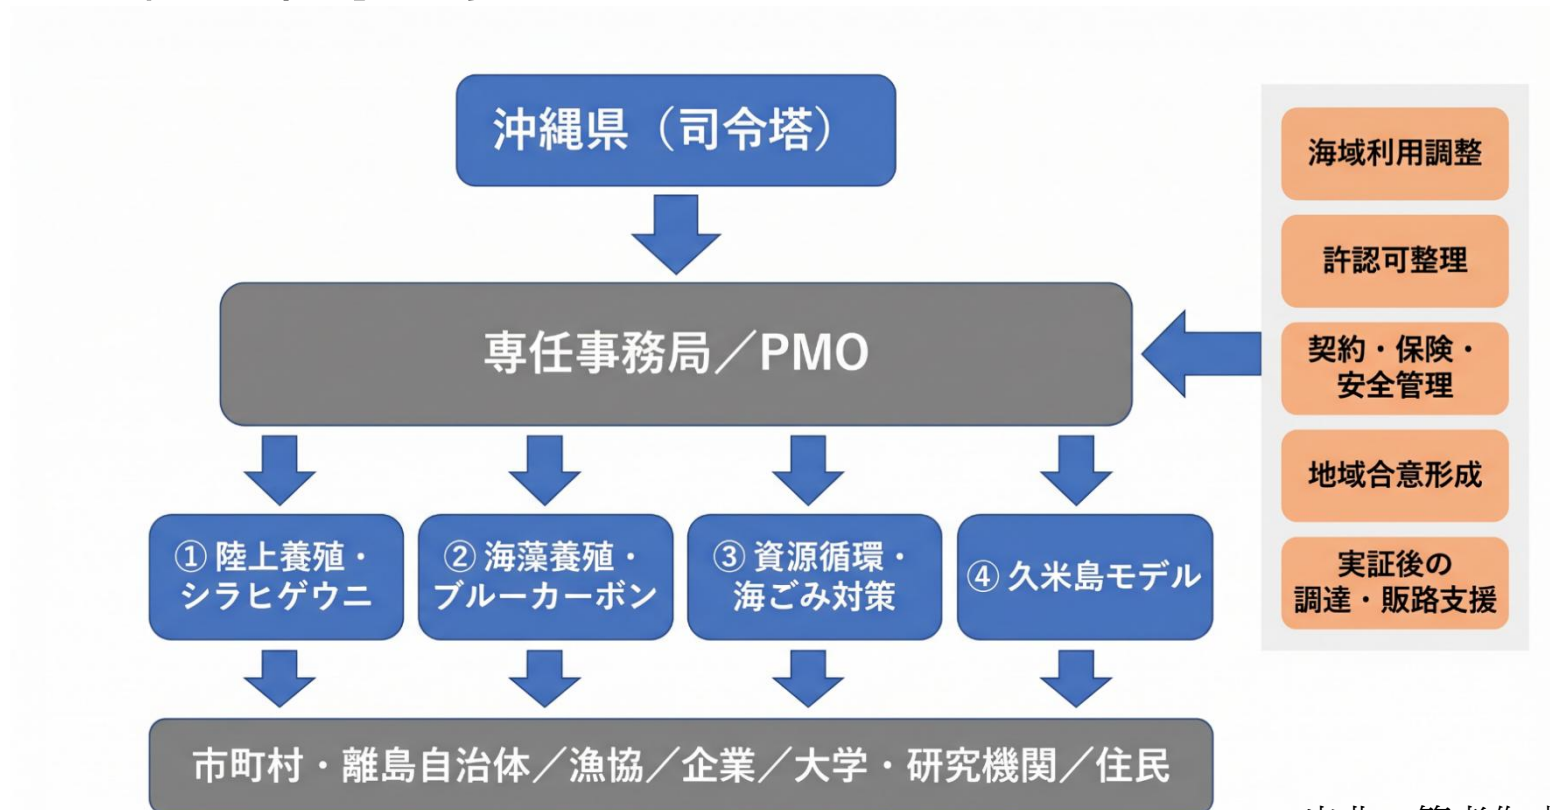 沖縄県（司令塔）
専任事務局／PMO
① 陸上養殖・
シラヒゲウニ
② 海藻養殖・
ブルーカーボン
③ 資源循環・
海ごみ対策
④ 久米島モデル
市町村・離島自治体／漁協／企業／大学・研究機関／住民
海域利用調整
許認可整理
契約・保険・
安全管理
地域合意形成
実証後の
調達・販路支援